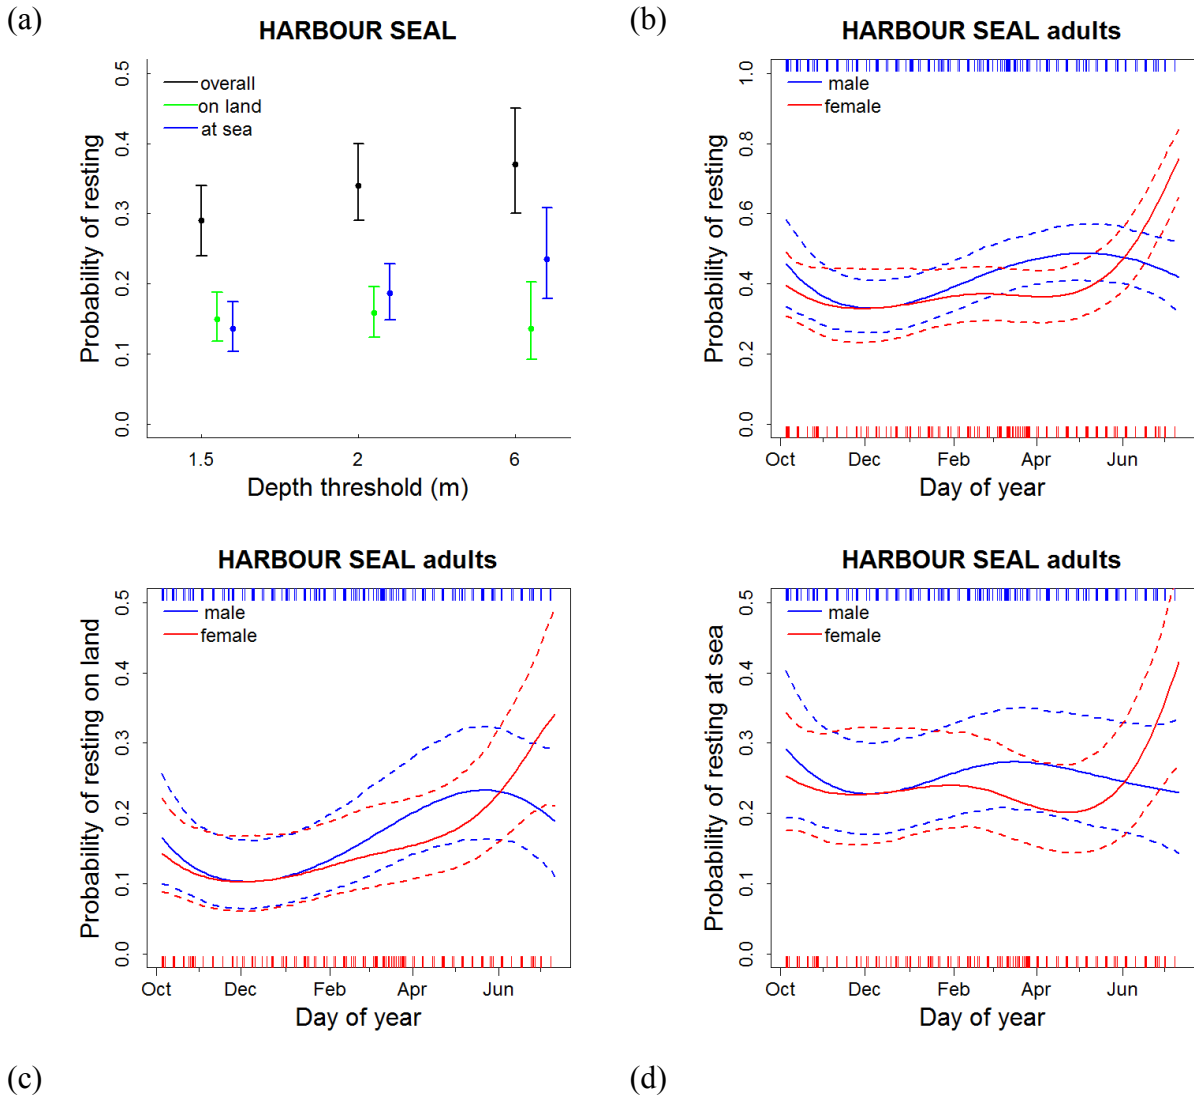 (a)
HARBOUR SEAL
0.5
0.4
0.3
0.2
0.1
0.0
Probability of resting
overall
on land
at sea
1.5 2 6
Depth threshold (m)
(b)
HARBOUR SEAL adults
1.0
0.8
0.6
0.4
0.2
0.0
Probability of resting
male
female
Oct Dec Feb Apr Jun
Day of year
HARBOUR SEAL adults
0.5
0.4
0.3
0.2
0.1
0.0
Probability of resting on land
male
female
Oct Dec Feb Apr Jun
Day of year
(c)
HARBOUR SEAL adults
0.5
0.4
0.3
0.2
0.1
0.0
Probability of resting at sea
male
female
Oct Dec Feb Apr Jun
Day of year
(d)